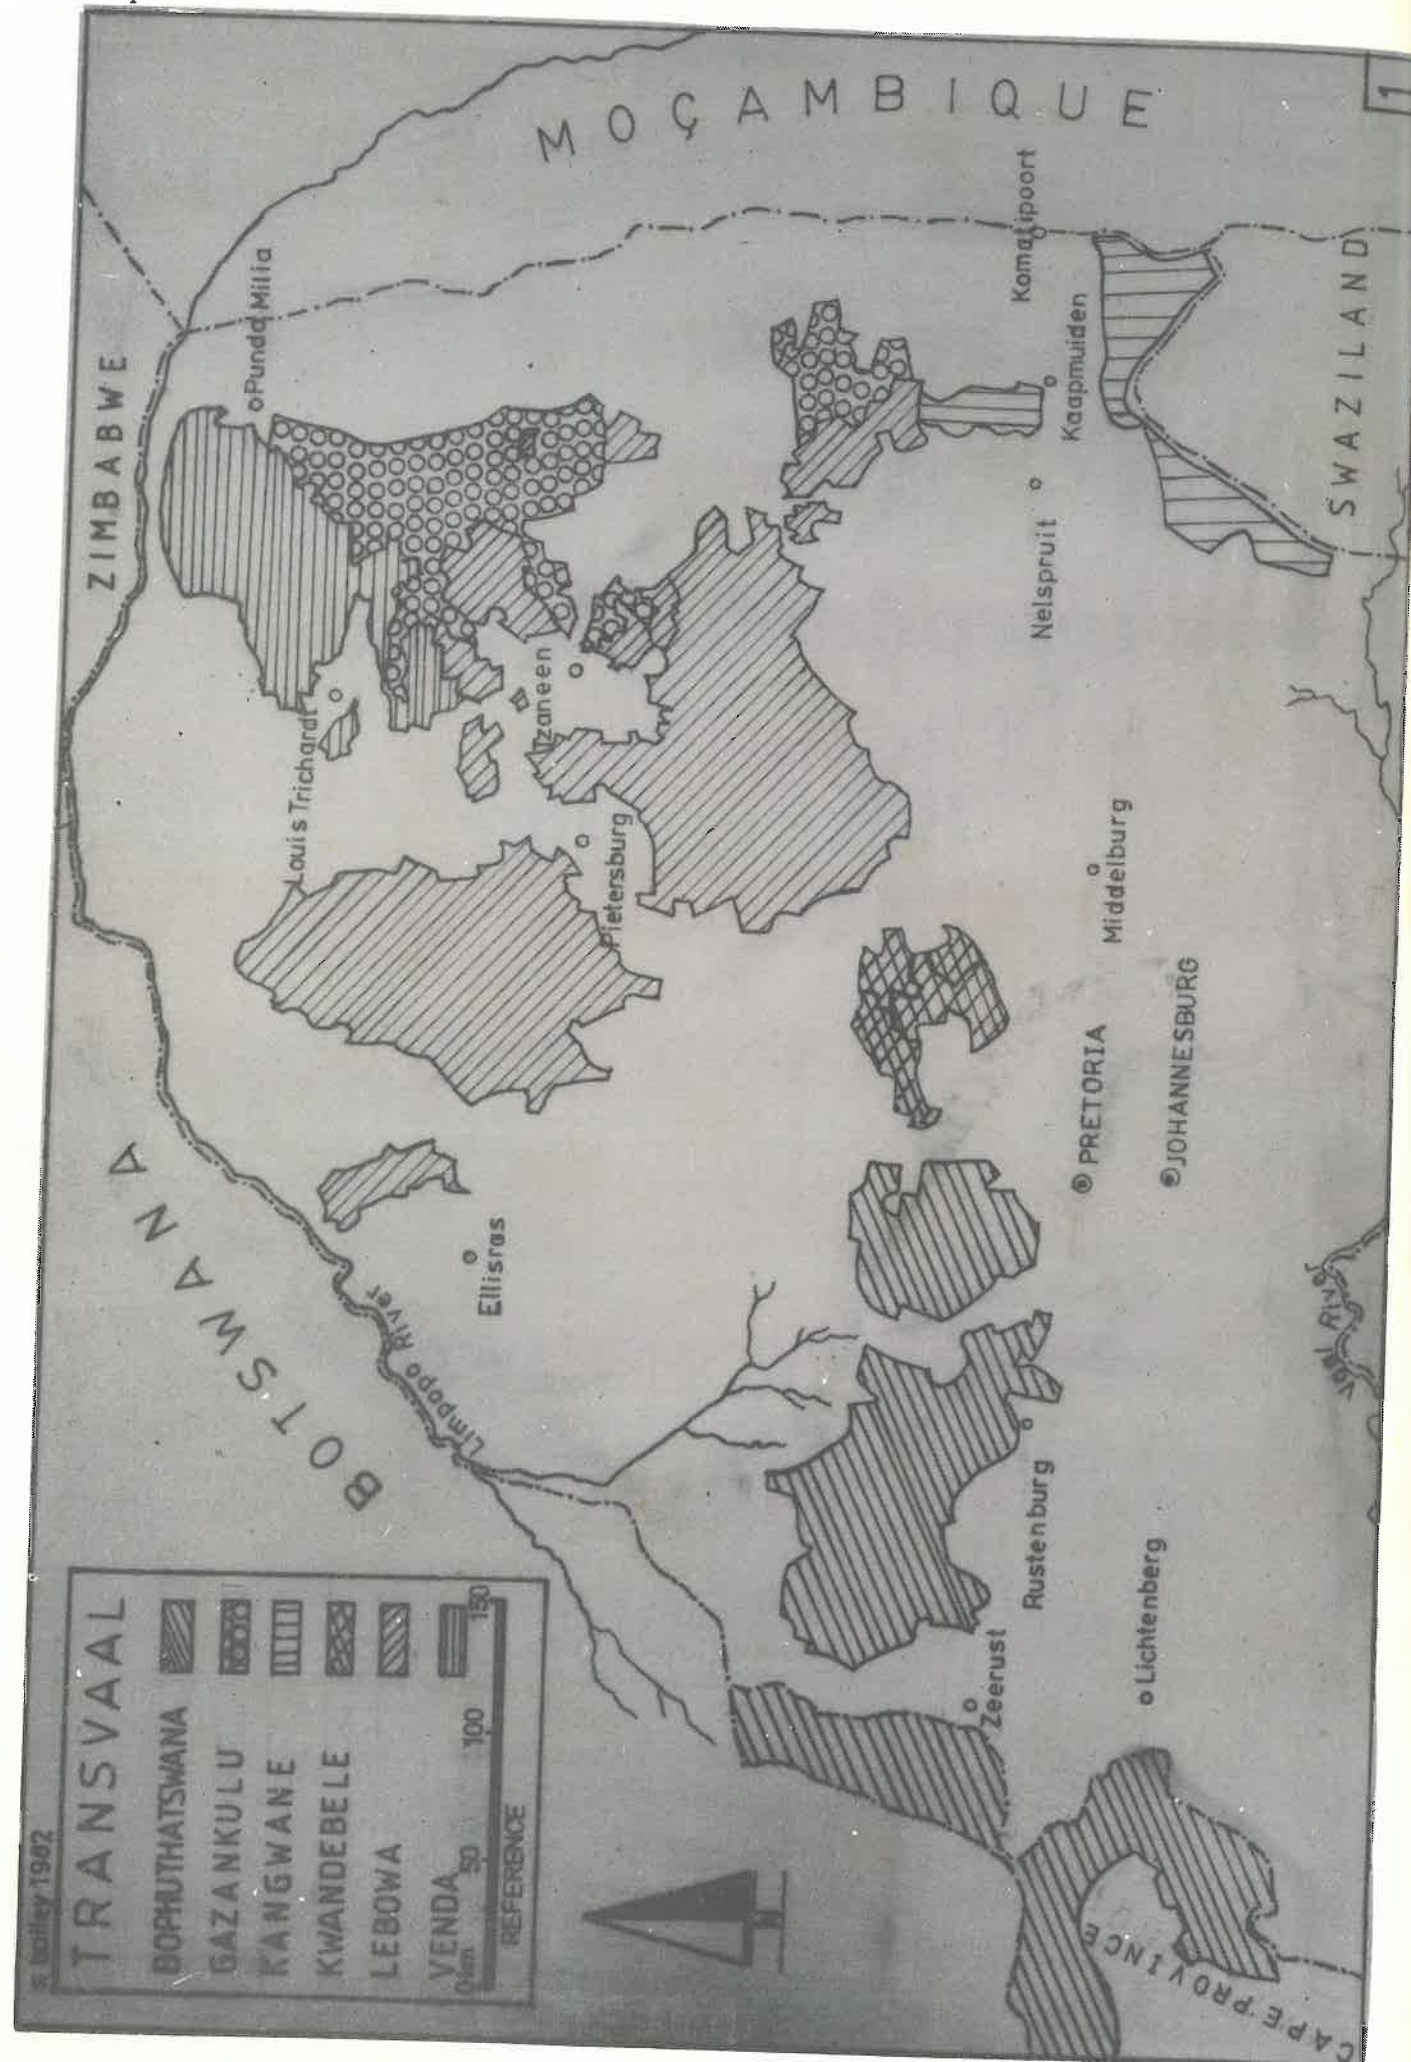 Bailey 1982
TRANSVAAL
BOPHUTHATSWANA
GAZANKULU
KANGWANE
KWANDEBELE
LEBOWA
VENDA
0km 50 100 150
REFERENCE
N
ZIMBABWE
BOTSWANA
MOÇAMBIQUE
SWAZILAND
CAPE PROVINCE
Limpopo River
Vaal River
Punda Milia
Louis Trichardt
Tzaneen
Pietersburg
Ellisras
Komatipoort
Kaapmuiden
Nelspruit
Middelburg
PRETORIA
JOHANNESBURG
Rustenburg
Zeerust
Lichtenberg
1